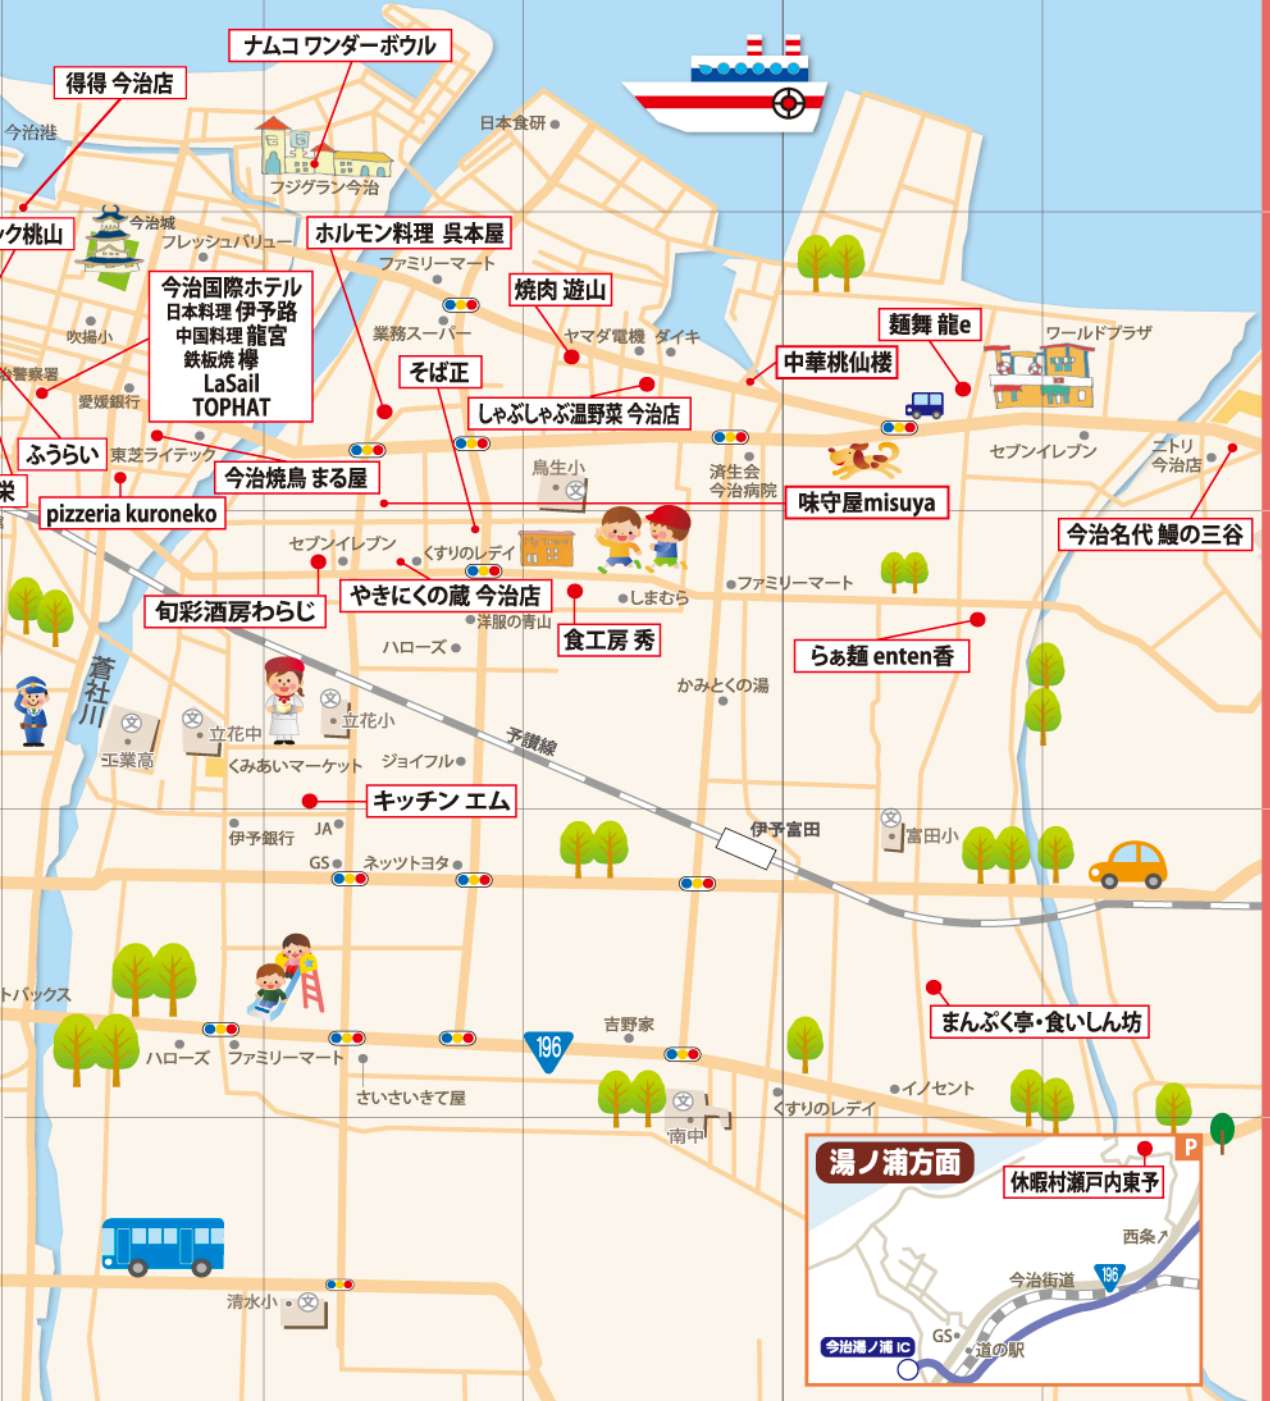 ナムコ ワンダーボウル
得得 今治店
今治港
日本食研
フジグラン今治
ック桃山
今治城
フレッシュバリュー
ホルモン料理 呉本屋
ファミリーマート
今治国際ホテル
日本料理 伊予路
中国料理 龍宮
鉄板焼 欅
LaSail
TOPHAT
焼肉 遊山
吹揚小
業務スーパー
ヤマダ電機
ダイキ
麺舞 龍e
ワールドプラザ
そば正
中華桃仙楼
治警察署
愛媛銀行
しゃぶしゃぶ温野菜 今治店
ふうらい
東芝ライテック
今治焼鳥 まる屋
鳥生小
文
済生会
今治病院
セブンイレブン
ニトリ
今治店
栄
pizzeria kuroneko
味守屋misuya
今治名代 鰻の三谷
セブンイレブン
くすりのレデイ
My Town
旬彩酒房わらじ
やきにくの蔵 今治店
しまむら
ファミリーマート
洋服の青山
食工房 秀
ハローズ
らぁ麺 enten香
蒼社川
かみとくの湯
文
工業高
文
立花中
文
立花小
予讃線
くみあいマーケット
ジョイフル
キッチン エム
伊予銀行
JA
伊予富田
文
富田小
GS
ネッツトヨタ
トバックス
まんぷく亭・食いしん坊
吉野家
196
ハローズ
ファミリーマート
さいさいきて屋
イノセント
くすりのレデイ
文
南中
湯ノ浦方面
P
休暇村瀬戸内東予
西条↗
今治街道
196
GS
道の駅
今治湯ノ浦 IC
清水小
文